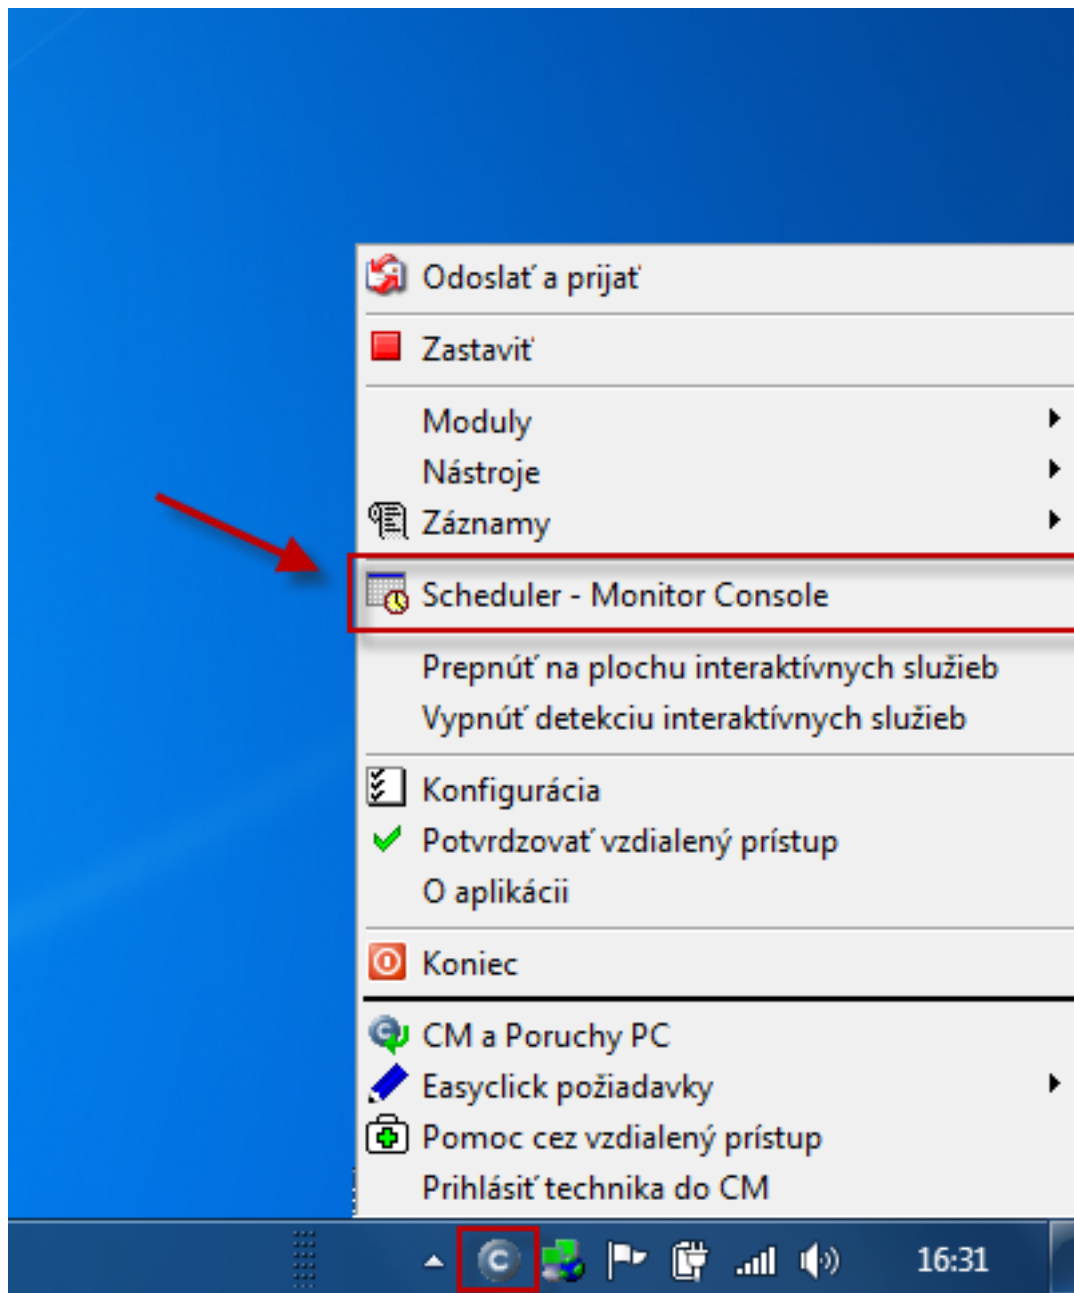 Odoslať a prijať
Zastaviť
Moduly
Nástroje
Záznamy
Scheduler - Monitor Console
Prepnúť na plochu interaktívnych služieb
Vypnúť detekciu interaktívnych služieb
Konfigurácia
Potvrdzovať vzdialený prístup
O aplikácii
Koniec
CM a Poruchy PC
Easyclick požiadavky
Pomoc cez vzdialený prístup
Prihlásiť technika do CM
C
16:31